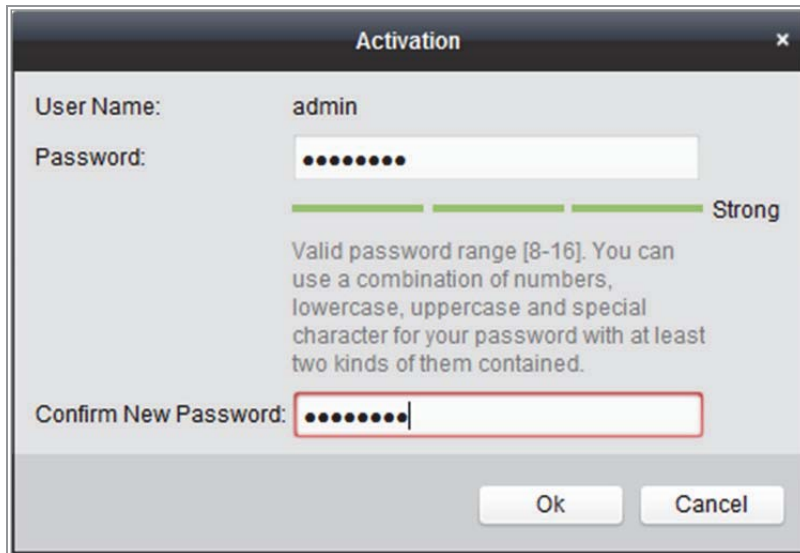 Activation ×
User Name: admin
Password: ●●●●●●●●
Strong
Valid password range [8-16]. You can
use a combination of numbers,
lowercase, uppercase and special
character for your password with at least
two kinds of them contained.
Confirm New Password: ●●●●●●●●
Ok Cancel